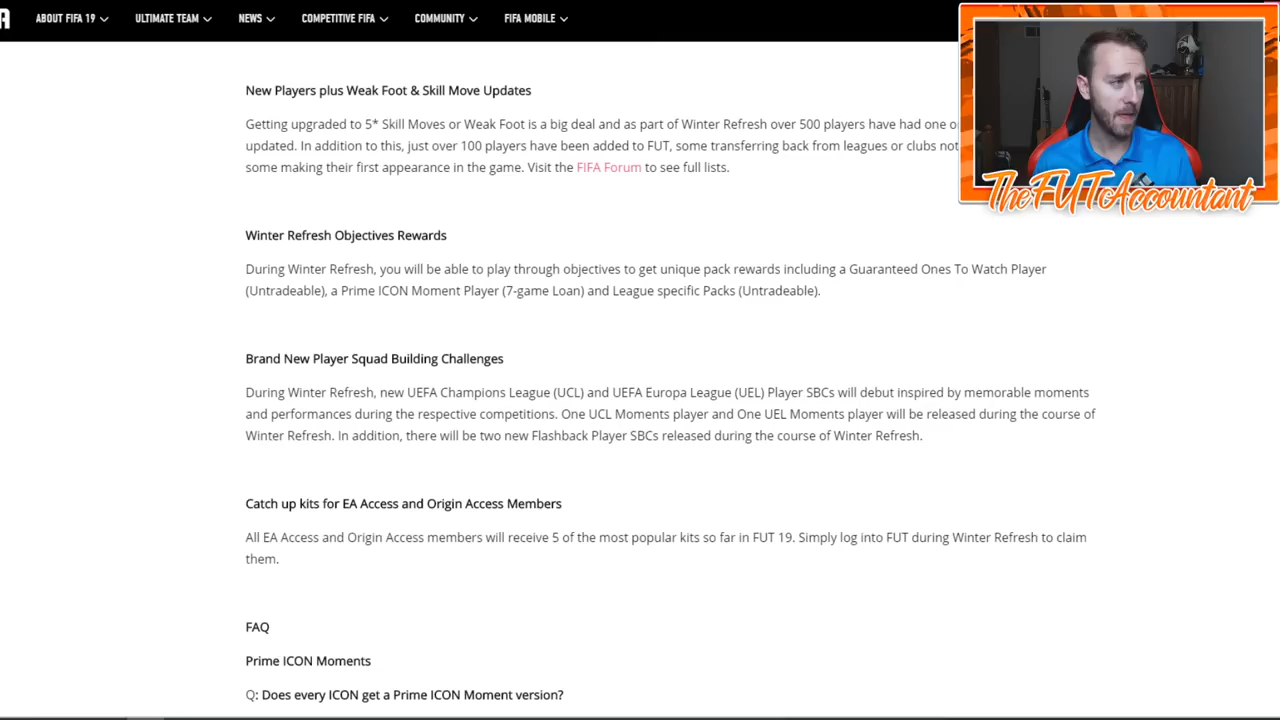 A ABOUT FIFA 19 ULTIMATE TEAM NEWS COMPETITIVE FIFA COMMUNITY FIFA MOBILE
New Players plus Weak Foot & Skill Move Updates
Getting upgraded to 5* Skill Moves or Weak Foot is a big deal and as part of Winter Refresh over 500 players have had one o
updated. In addition to this, just over 100 players have been added to FUT, some transferring back from leagues or clubs not
some making their first appearance in the game. Visit the FIFA Forum to see full lists.
TheFUTAccountant
Winter Refresh Objectives Rewards
During Winter Refresh, you will be able to play through objectives to get unique pack rewards including a Guaranteed Ones To Watch Player
(Untradeable), a Prime ICON Moment Player (7-game Loan) and League specific Packs (Untradeable).
Brand New Player Squad Building Challenges
During Winter Refresh, new UEFA Champions League (UCL) and UEFA Europa League (UEL) Player SBCs will debut inspired by memorable moments
and performances during the respective competitions. One UCL Moments player and One UEL Moments player will be released during the course of
Winter Refresh. In addition, there will be two new Flashback Player SBCs released during the course of Winter Refresh.
Catch up kits for EA Access and Origin Access Members
All EA Access and Origin Access members will receive 5 of the most popular kits so far in FUT 19. Simply log into FUT during Winter Refresh to claim
them.
FAQ
Prime ICON Moments
Q: Does every ICON get a Prime ICON Moment version?